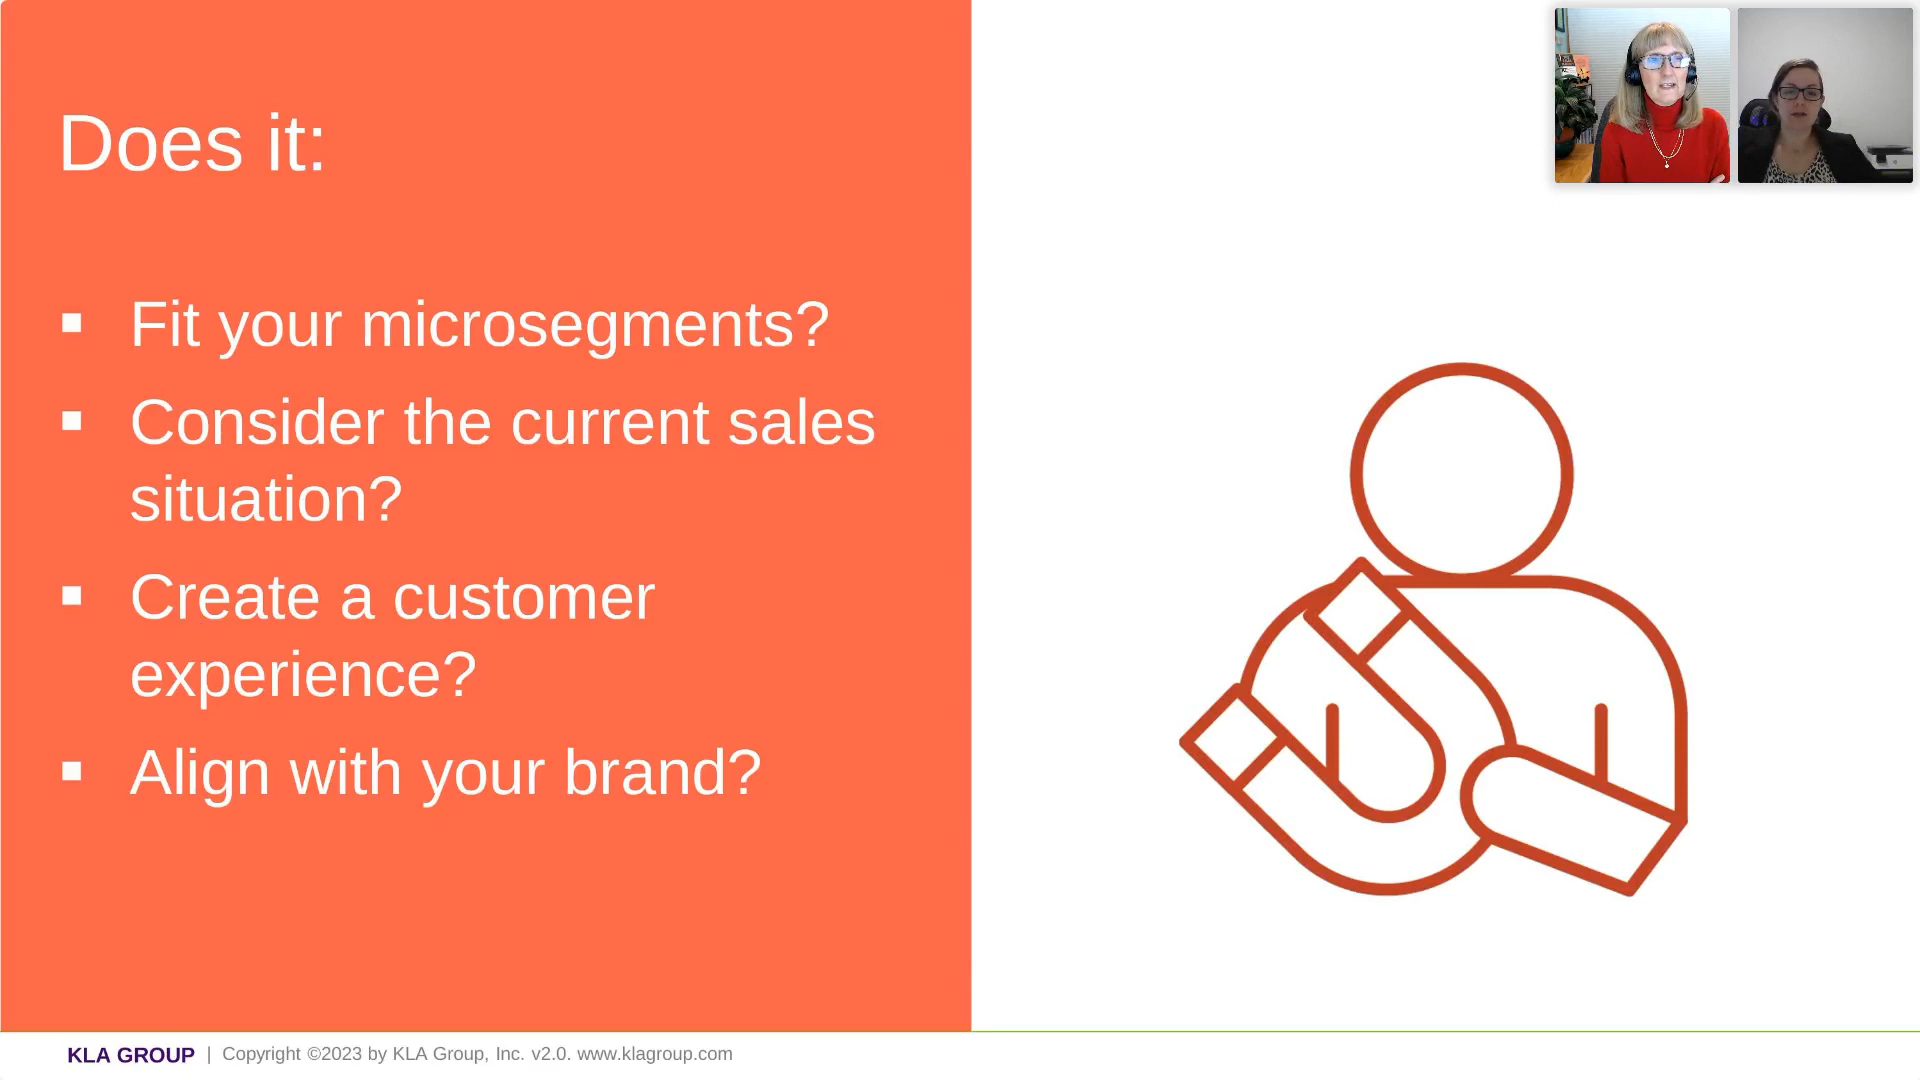 Does it:
▪ Fit your microsegments?
▪ Consider the current sales
situation?
▪ Create a customer
experience?
▪ Align with your brand?
KLA GROUP | Copyright ©2023 by KLA Group, Inc. v2.0. www.klagroup.com